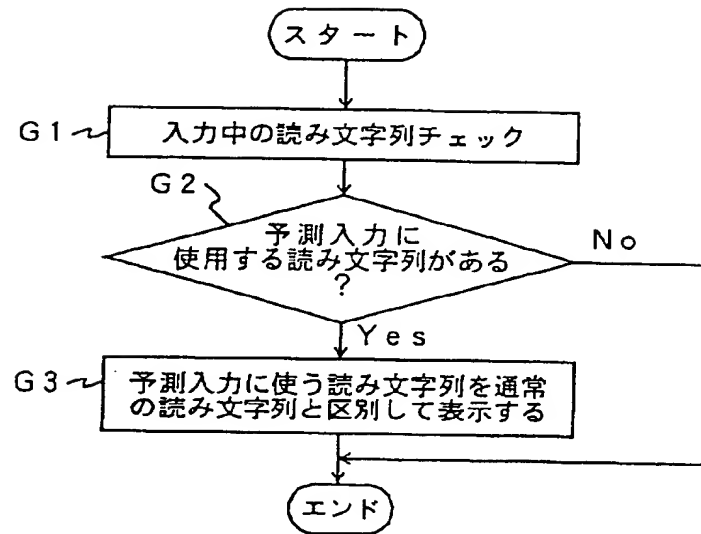 スタート
G1
入力中の読み文字列チェック
G2
予測入力に
使用する読み文字列がある
?
No
Yes
G3
予測入力に使う読み文字列を通常
の読み文字列と区別して表示する
エンド